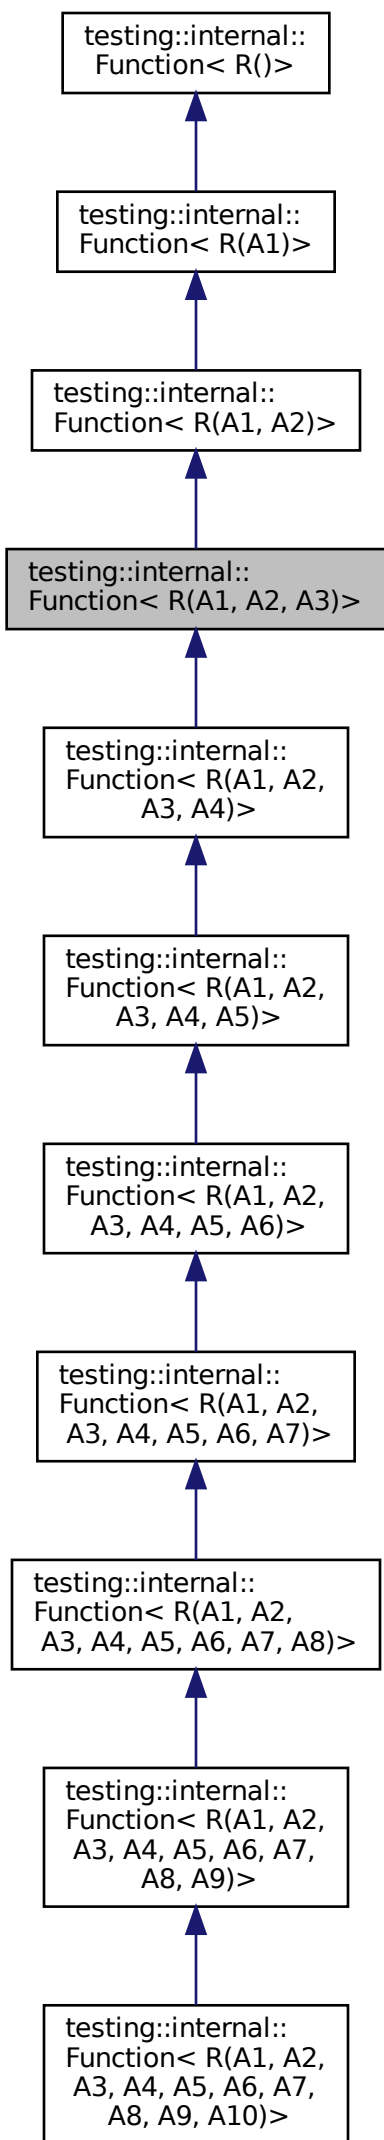 testing::internal::
Function< R()>
testing::internal::
Function< R(A1)>
testing::internal::
Function< R(A1, A2)>
testing::internal::
Function< R(A1, A2, A3)>
testing::internal::
Function< R(A1, A2,
A3, A4)>
testing::internal::
Function< R(A1, A2,
A3, A4, A5)>
testing::internal::
Function< R(A1, A2,
A3, A4, A5, A6)>
testing::internal::
Function< R(A1, A2,
A3, A4, A5, A6, A7)>
testing::internal::
Function< R(A1, A2,
A3, A4, A5, A6, A7, A8)>
testing::internal::
Function< R(A1, A2,
A3, A4, A5, A6, A7,
A8, A9)>
testing::internal::
Function< R(A1, A2,
A3, A4, A5, A6, A7,
A8, A9, A10)>